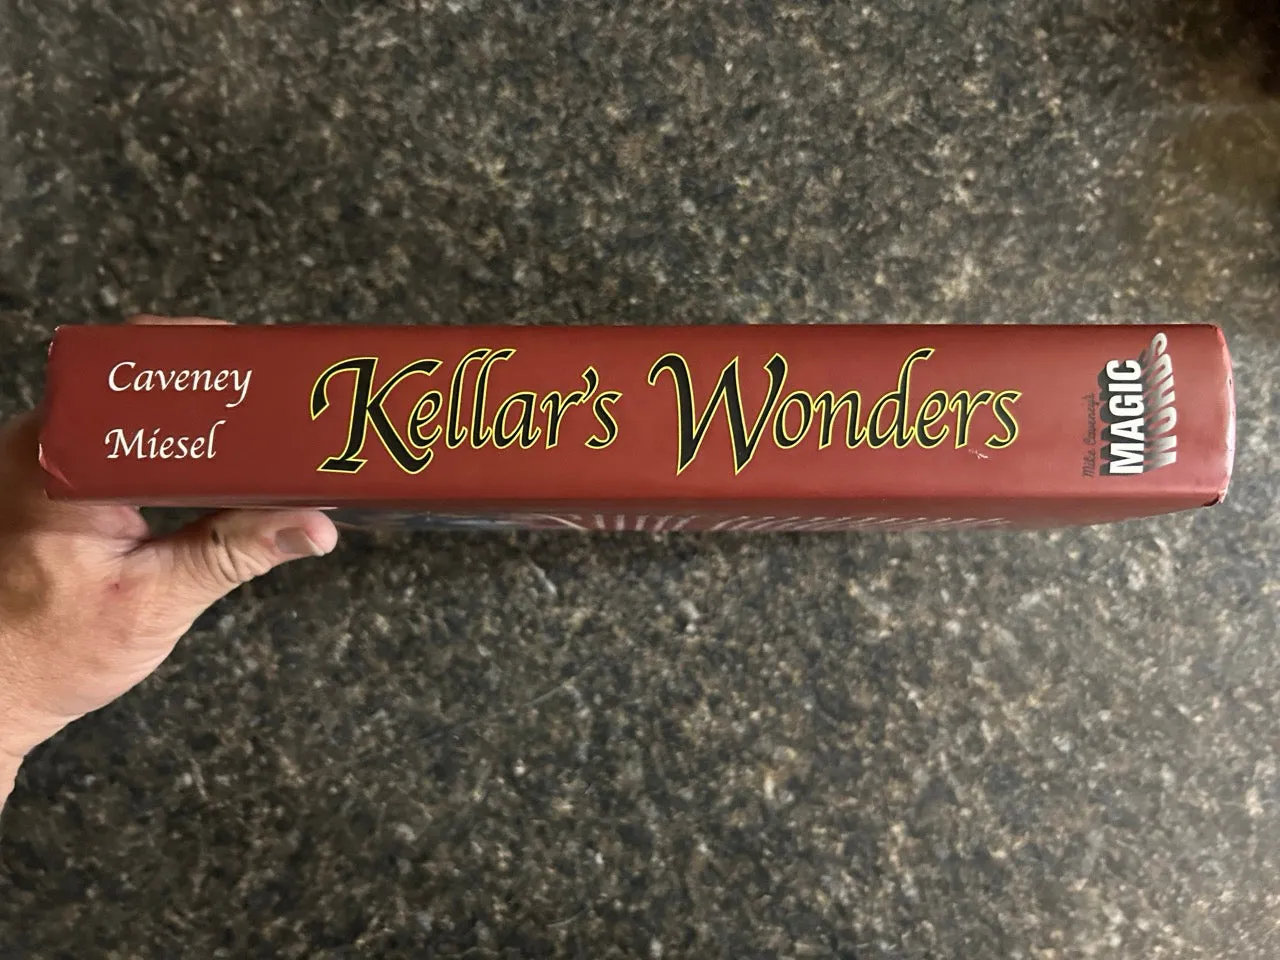 Caveney
Miesel
Kellar's Wonders
Mike Caveney's
MAGIC
WORDS